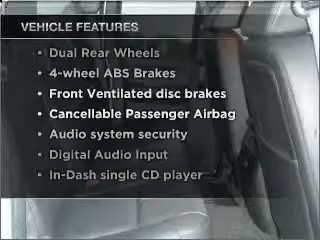 VEHICLE FEATURES
• Dual Rear Wheels
• 4-wheel ABS Brakes
• Front Ventilated disc brakes
• Cancellable Passenger Airbag
• Audio system security
• Digital Audio Input
• In-Dash single CD player